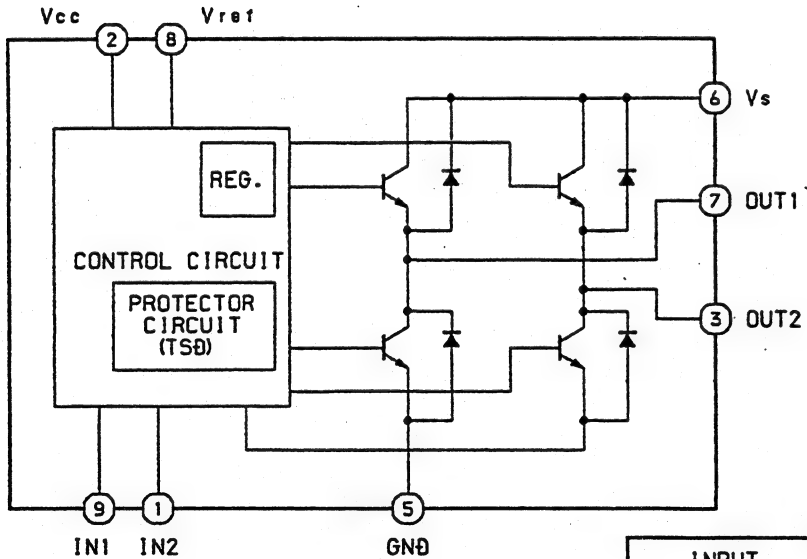 Vcc Vref
2 8
6 Vs
REG.
7 OUT1
CONTROL CIRCUIT
PROTECTOR
CIRCUIT
(TSD)
3 OUT2
9 1 5
IN1 IN2 GND
INPUT